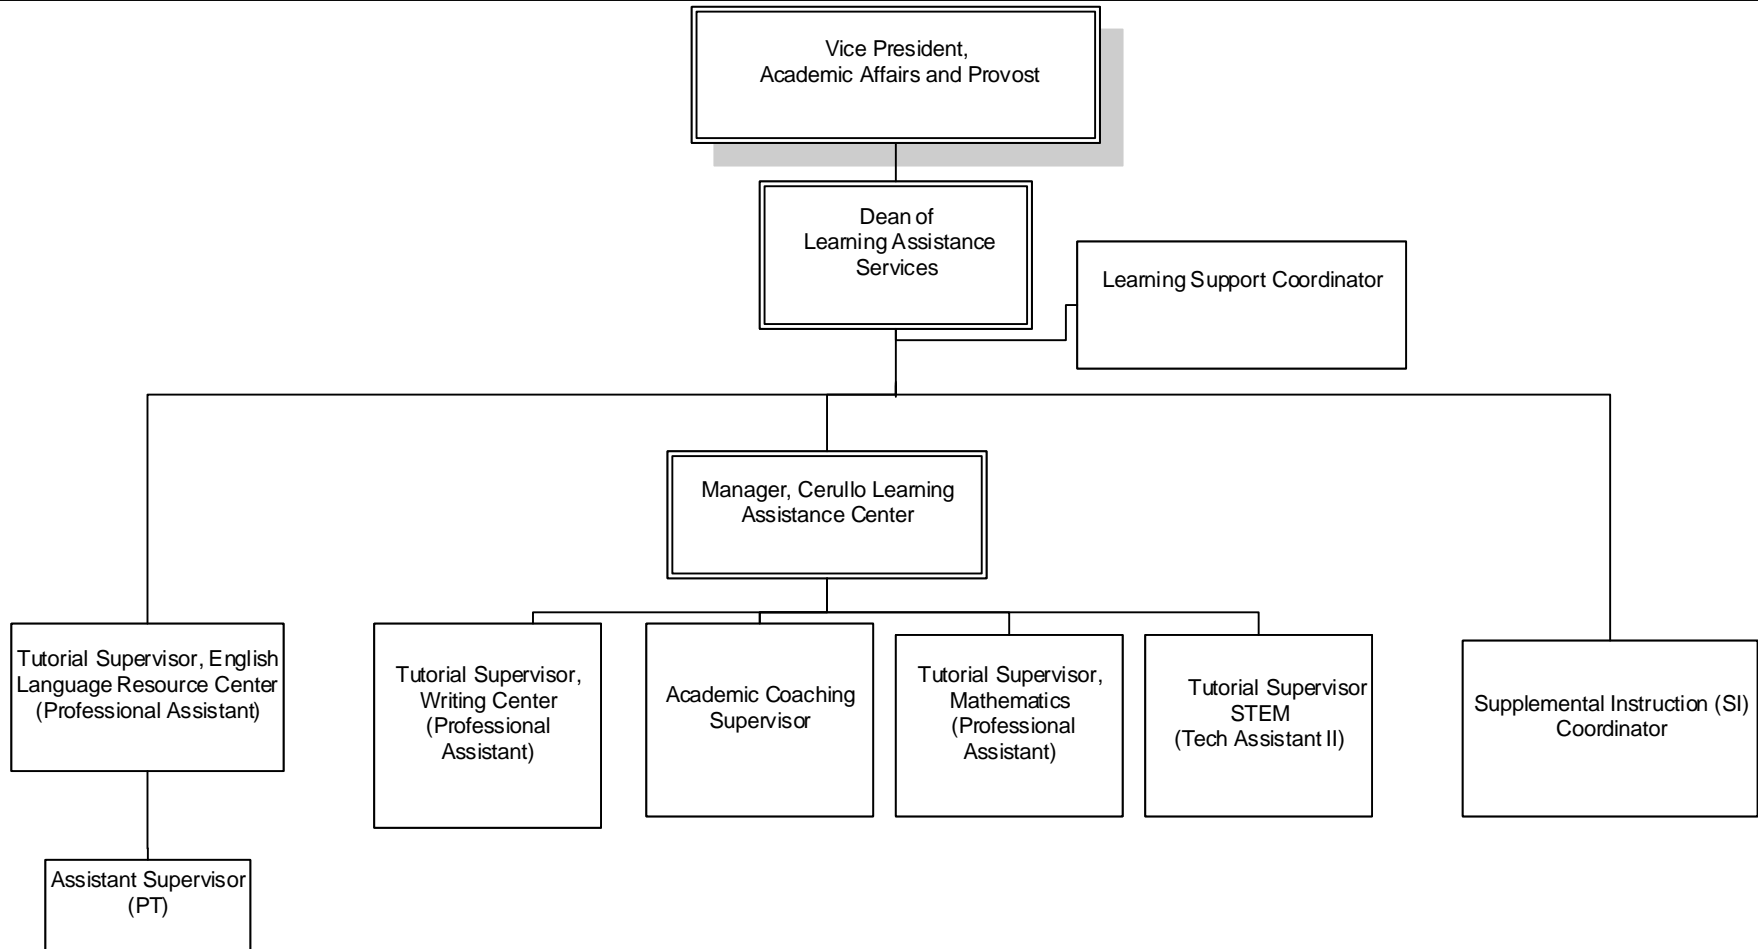 Vice President,
Academic Affairs and Provost
Dean of
Learning Assistance
Services
Learning Support Coordinator
Manager, Cerullo Learning
Assistance Center
Tutorial Supervisor, English
Language Resource Center
(Professional Assistant)
Tutorial Supervisor,
Writing Center
(Professional
Assistant)
Academic Coaching
Supervisor
Tutorial Supervisor,
Mathematics
(Professional
Assistant)
Tutorial Supervisor
STEM
(Tech Assistant II)
Supplemental Instruction (SI)
Coordinator
Assistant Supervisor
(PT)